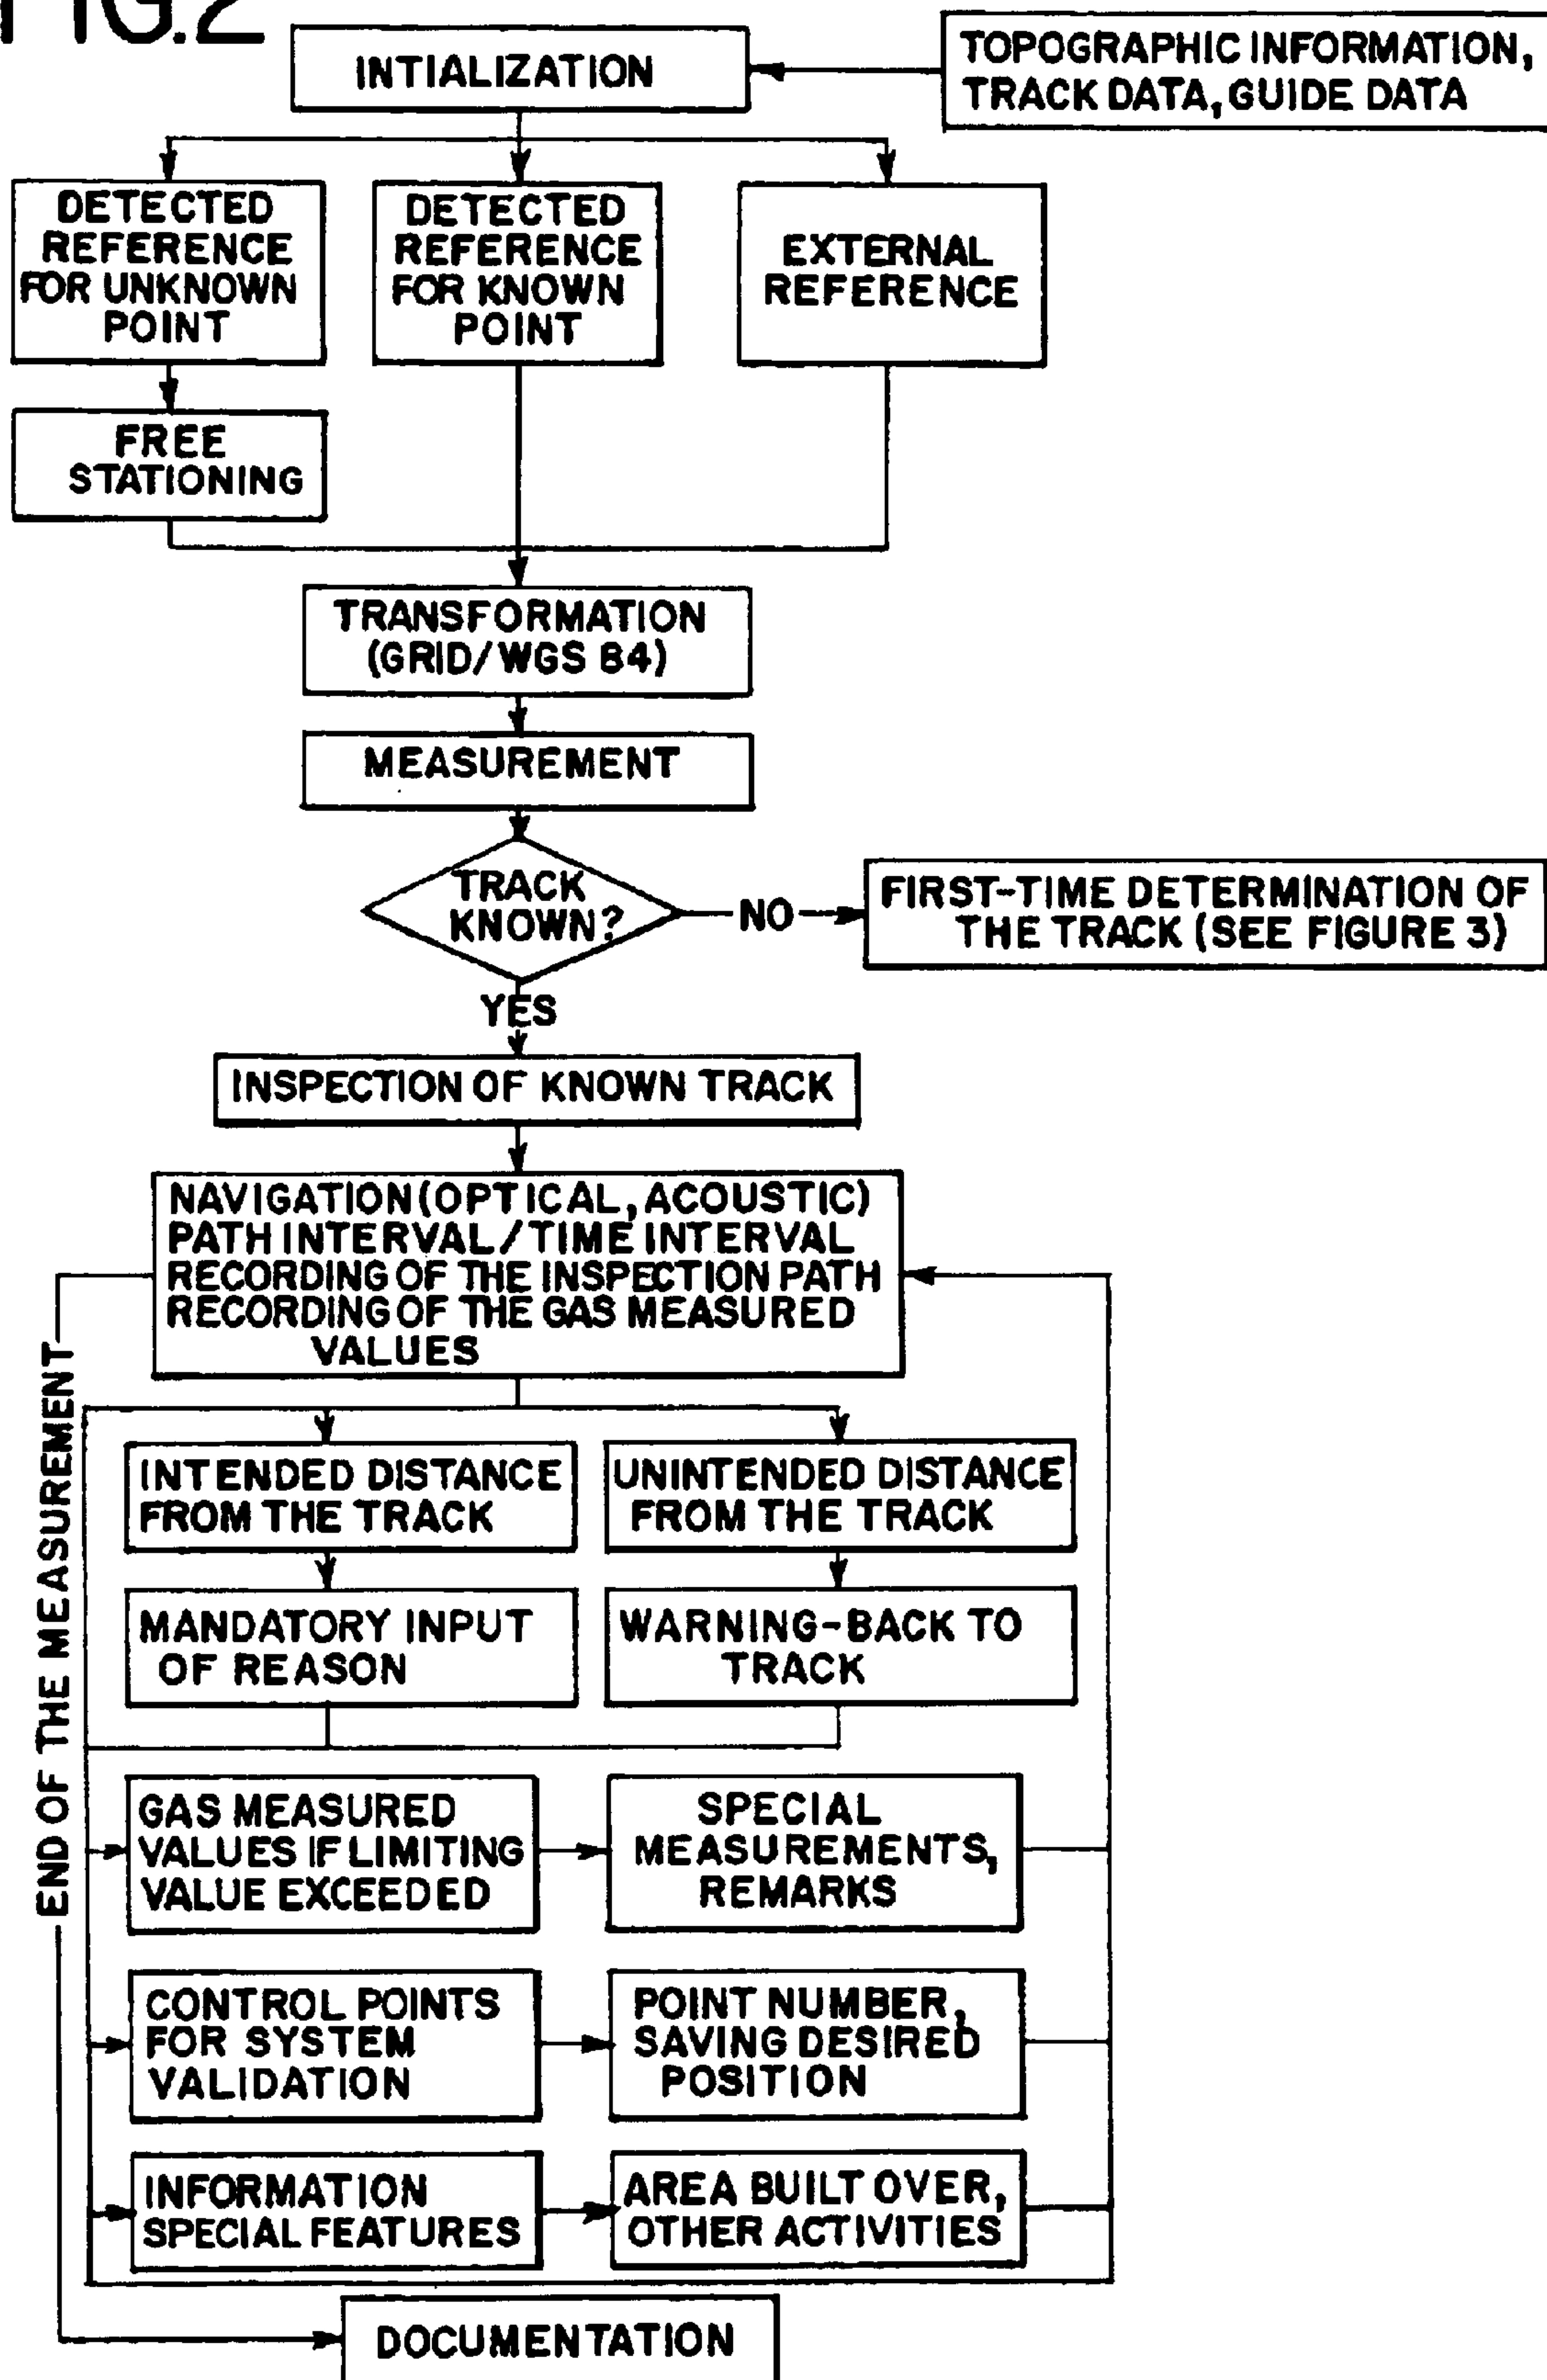 FIG.2
INTIALIZATION
TOPOGRAPHIC INFORMATION,
TRACK DATA, GUIDE DATA
DETECTED
REFERENCE
FOR UNKNOWN
POINT
DETECTED
REFERENCE
FOR KNOWN
POINT
EXTERNAL
REFERENCE
FREE
STATIONING
TRANSFORMATION
(GRID/WGS 84)
MEASUREMENT
TRACK
KNOWN?
NO
FIRST-TIME DETERMINATION OF
THE TRACK (SEE FIGURE 3)
YES
INSPECTION OF KNOWN TRACK
NAVIGATION (OPTICAL, ACOUSTIC)
PATH INTERVAL/TIME INTERVAL
RECORDING OF THE INSPECTION PATH
RECORDING OF THE GAS MEASURED
VALUES
END OF THE MEASUREMENT
INTENDED DISTANCE
FROM THE TRACK
UNINTENDED DISTANCE
FROM THE TRACK
MANDATORY INPUT
OF REASON
WARNING-BACK TO
TRACK
GAS MEASURED
VALUES IF LIMITING
VALUE EXCEEDED
SPECIAL
MEASUREMENTS,
REMARKS
CONTROL POINTS
FOR SYSTEM
VALIDATION
POINT NUMBER,
SAVING DESIRED
POSITION
INFORMATION
SPECIAL FEATURES
AREA BUILT OVER,
OTHER ACTIVITIES
DOCUMENTATION